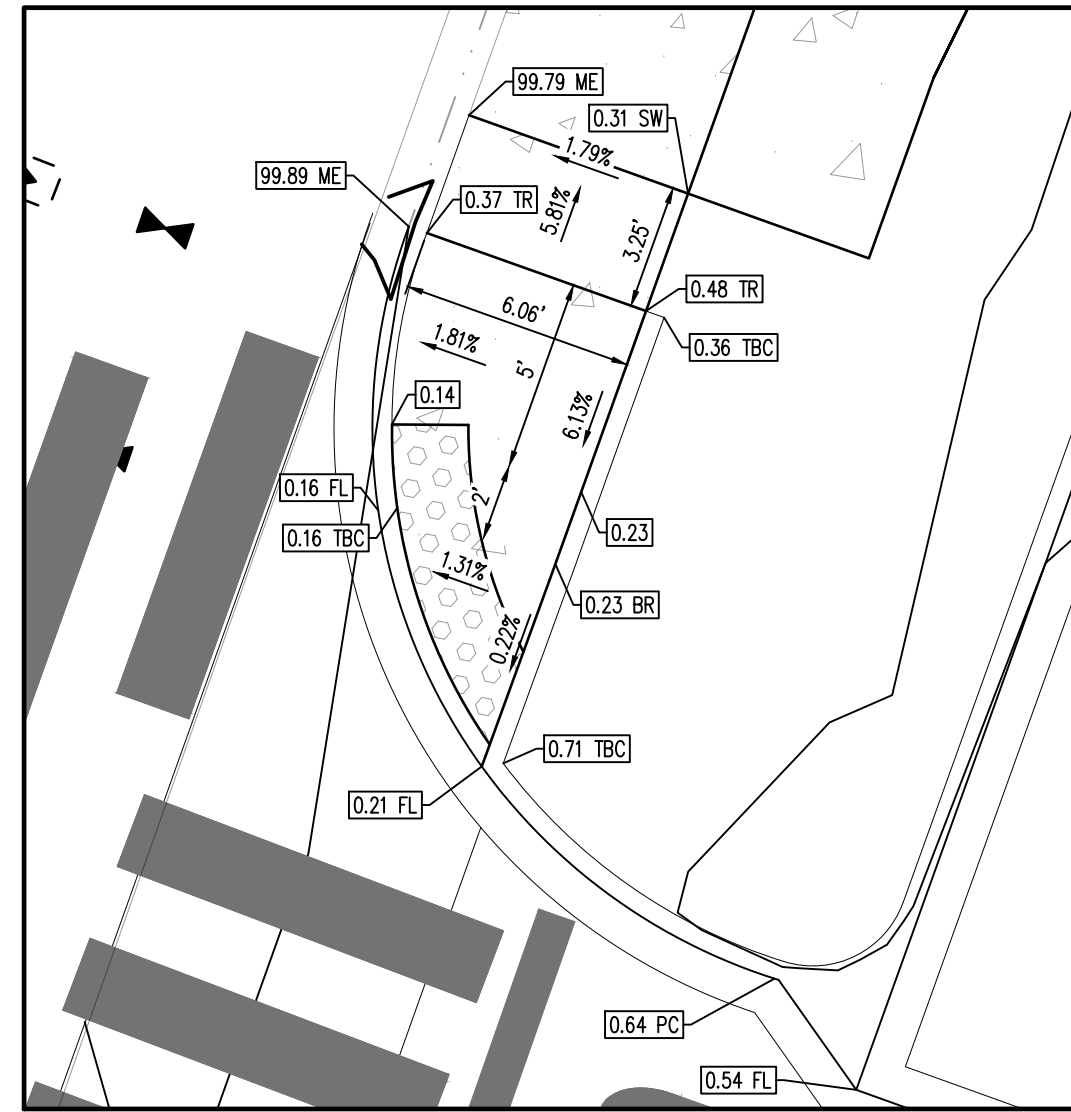 99.79 ME
0.31 SW
1.79%
99.89 ME
0.37 TR
5.81%
3.25'
0.48 TR
6.06'
0.36 TBC
1.81%
5'
0.14
6.13%
0.16 FL
2'
0.23
0.16 TBC
1.31%
0.23 BR
0.22%
0.71 TBC
0.21 FL
0.64 PC
0.54 FL